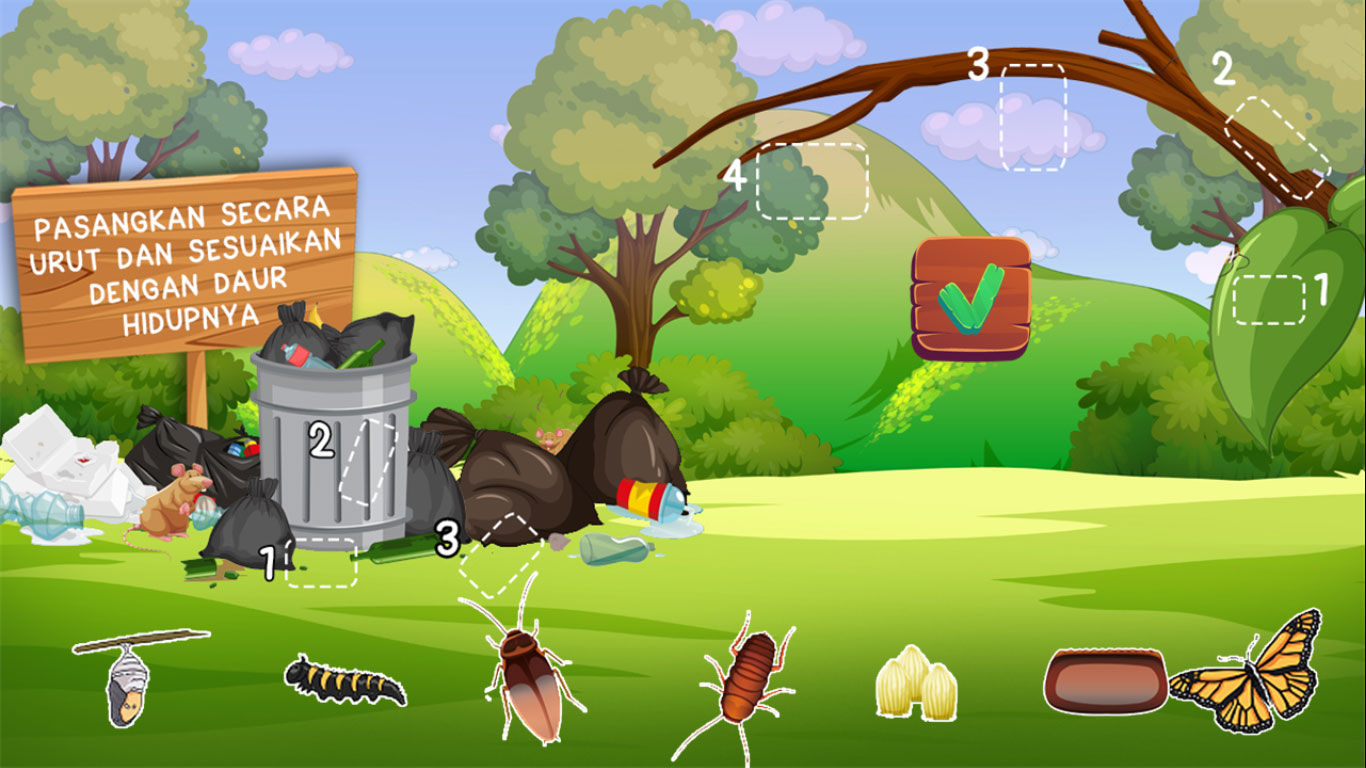 PASANGKAN SECARA
URUT DAN SESUAIKAN
DENGAN DAUR
HIDUPNYA
3
2
4
1
2
3
1